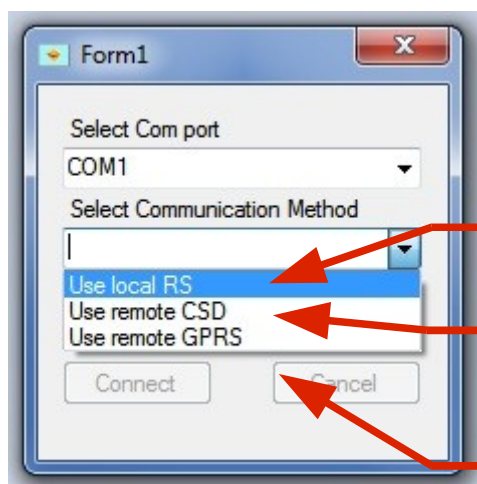 Form1
Select Com port
COM1
Select Communication Method
Use local RS
Use remote CSD
Use remote GPRS
Connect Cancel